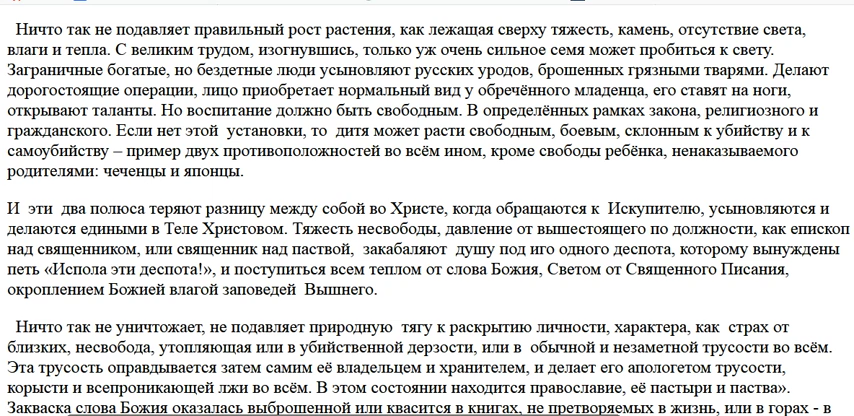 Ничто так не подавляет правильный рост растения, как лежащая сверху тяжесть, камень, отсутствие света,
влаги и тепла. С великим трудом, изогнувшись, только уж очень сильное семя может пробиться к свету.
Заграничные богатые, но бездетные люди усыновляют русских уродов, брошенных грязными тварями. Делают
дорогостоящие операции, лицо приобретает нормальный вид у обречённого младенца, его ставят на ноги,
открывают таланты. Но воспитание должно быть свободным. В определённых рамках закона, религиозного и
гражданского. Если нет этой  установки, то  дитя может расти свободным, боевым, склонным к убийству и к
самоубийству – пример двух противоположностей во всём ином, кроме свободы ребёнка, ненаказываемого
родителями: чеченцы и японцы.
И  эти  два полюса теряют разницу между собой во Христе, когда обращаются к  Искупителю, усыновляются и
делаются едиными в Теле Христовом. Тяжесть несвободы, давление от вышестоящего по должности, как епископ
над священником, или священник над паствой,  закабаляют  душу под иго одного деспота, которому вынуждены
петь «Испола эти деспота!», и поступиться всем теплом от слова Божия, Светом от Священного Писания,
окроплением Божией влагой заповедей  Вышнего.
Ничто так не уничтожает, не подавляет природную  тягу к раскрытию личности, характера, как  страх от
близких, несвобода, утопляющая или в убийственной дерзости, или в  обычной и незаметной трусости во всём.
Эта трусость оправдывается затем самим её владельцем и хранителем, и делает его апологетом трусости,
корысти и всепроникающей лжи во всём. В этом состоянии находится православие, её пастыри и паства».
Закваска слова Божия оказалась выброшенной или квасится в книгах, не претворяемых в жизнь, или в горах - в